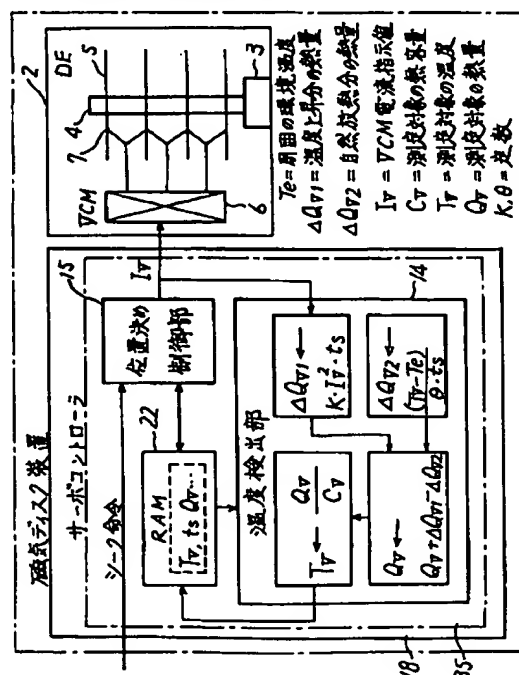 磁気ディスク装置
サーボコントローラ
シーク命令
15
位置決め
制御部
Iv
22
RAM
Tv, ts Qv…
14
温度検出部
ΔQv1 ←
K・Iv²・ts
ΔQv2 ←
(Tv-Te)
θ・ts
Tv ← Qv
Cv
Qv ←
Qv+ΔQv1-ΔQv2
18
35
2
DE
VCM
7
4
5
6
3
Te=周囲の環境温度
ΔQv1=温度上昇分の熱量
ΔQv2=自然放熱分の熱量
Iv=VCM電流指示値
Cv=測定対象の熱容量
Tv=測定対象の温度
Qv=測定対象の熱量
K,θ=定数